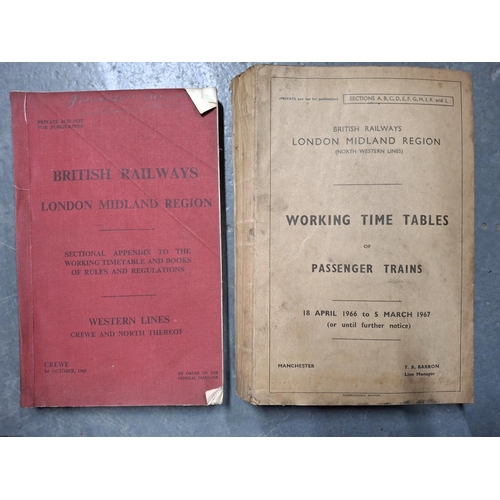 PRIVATE & NOT
FOR PUBLICATION
BRITISH RAILWAYS
LONDON MIDLAND REGION
SECTIONAL APPENDIX TO THE
WORKING TIMETABLE AND BOOKS
OF RULES AND REGULATIONS
WESTERN LINES
CREWE AND NORTH THEREOF
CREWE
OCTOBER,
BY ORDER OF THE
GENERAL MANAGER
(PRIVATE and not for publication)
SECTIONS A, B, C, D, E, F, G, H, J, K and L
BRITISH RAILWAYS
LONDON MIDLAND REGION
(NORTH WESTERN LINES)
WORKING TIME TABLES
OF
PASSENGER TRAINS
18 APRIL 1966 to 5 MARCH 1967
(or until further notice)
MANCHESTER
T. R. BARRON
Line Manager